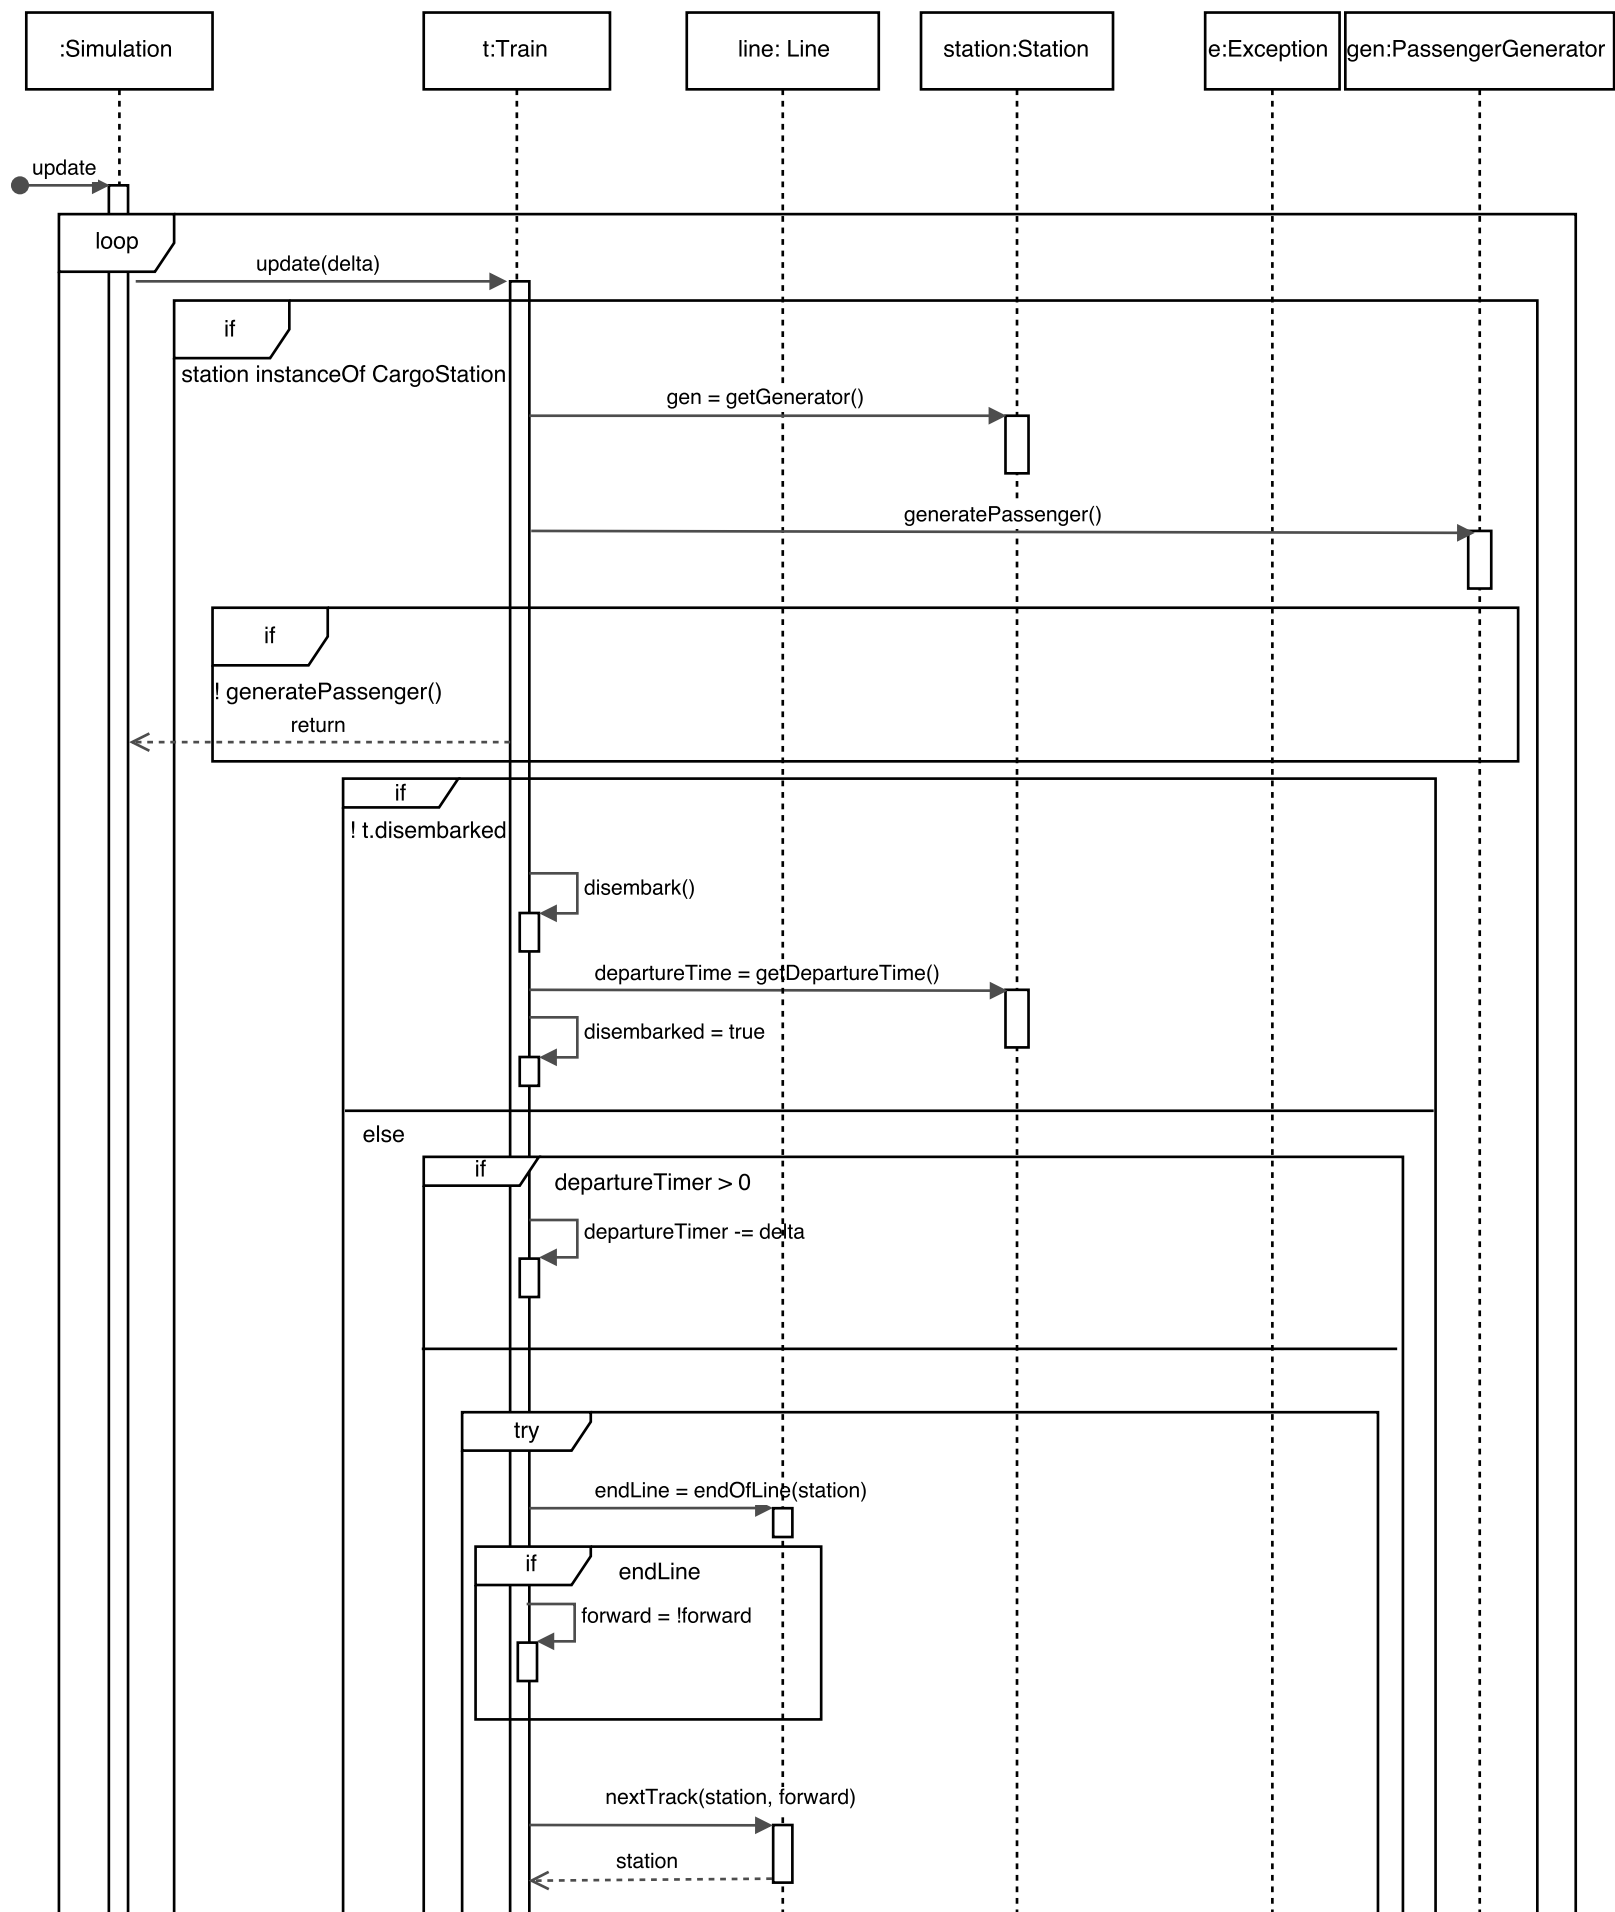 :Simulation
t:Train
line: Line
station:Station
e:Exception
gen:PassengerGenerator
update
loop
update(delta)
if
station instanceOf CargoStation
gen = getGenerator()
generatePassenger()
if
! generatePassenger()
return
if
! t.disembarked
disembark()
departureTime = getDepartureTime()
disembarked = true
else
if
departureTimer > 0
departureTimer -= delta
try
endLine = endOfLine(station)
if
endLine
forward = !forward
nextTrack(station, forward)
station